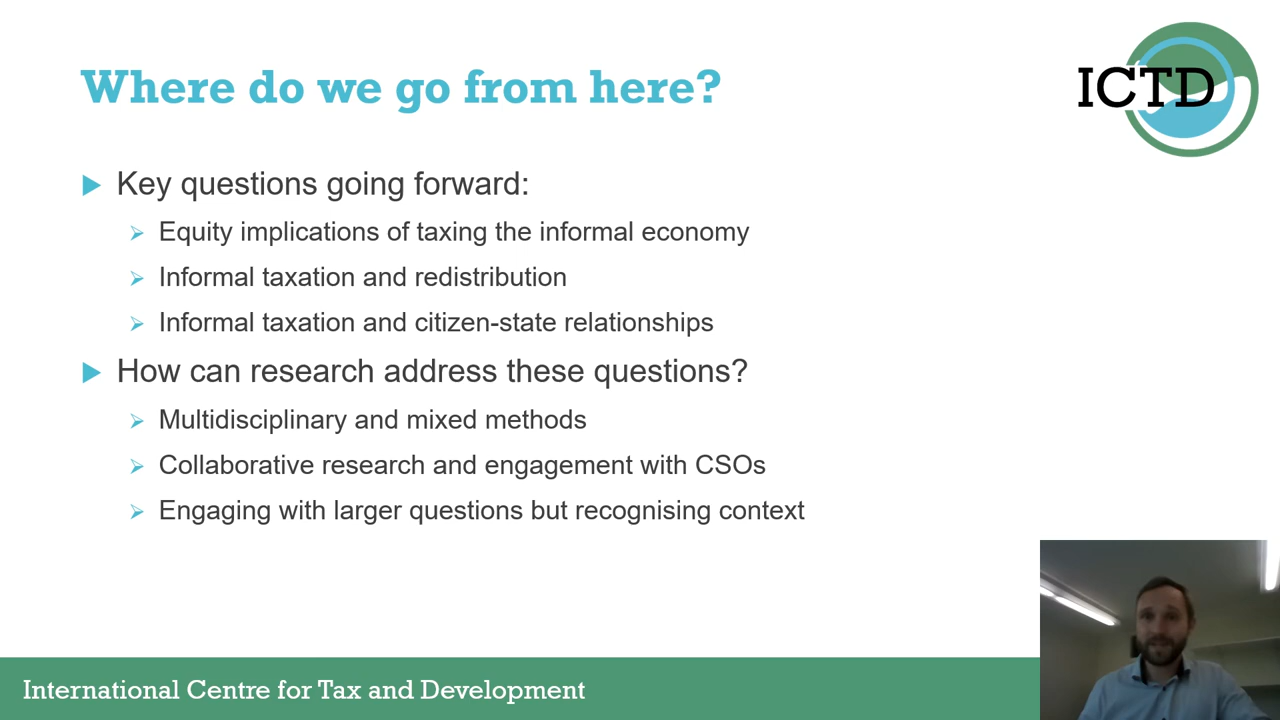 Where do we go from here?
ICTD
Key questions going forward:
Equity implications of taxing the informal economy
Informal taxation and redistribution
Informal taxation and citizen-state relationships
How can research address these questions?
Multidisciplinary and mixed methods
Collaborative research and engagement with CSOs
Engaging with larger questions but recognising context
International Centre for Tax and Development